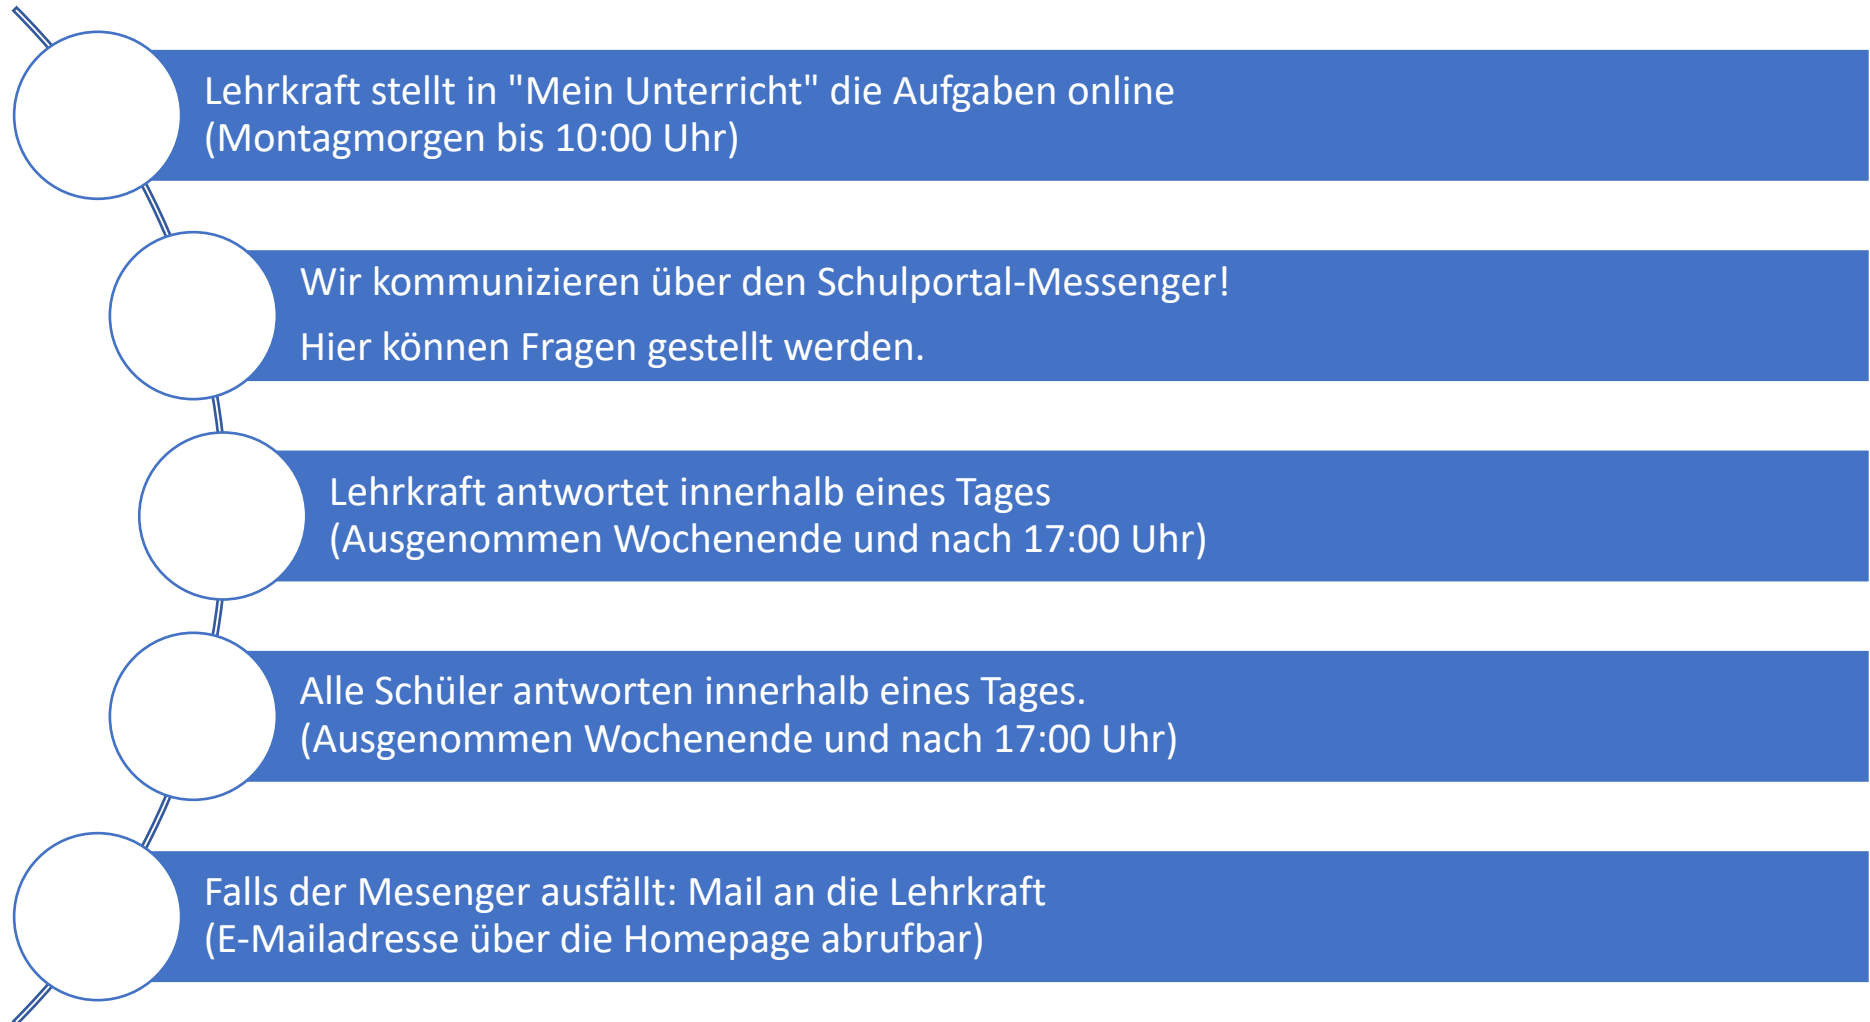 Lehrkraft stellt in "Mein Unterricht" die Aufgaben online
(Montagmorgen bis 10:00 Uhr)
Wir kommunizieren über den Schulportal-Messenger!
Hier können Fragen gestellt werden.
Lehrkraft antwortet innerhalb eines Tages
(Ausgenommen Wochenende und nach 17:00 Uhr)
Alle Schüler antworten innerhalb eines Tages.
(Ausgenommen Wochenende und nach 17:00 Uhr)
Falls der Mesenger ausfällt: Mail an die Lehrkraft
(E-Mailadresse über die Homepage abrufbar)